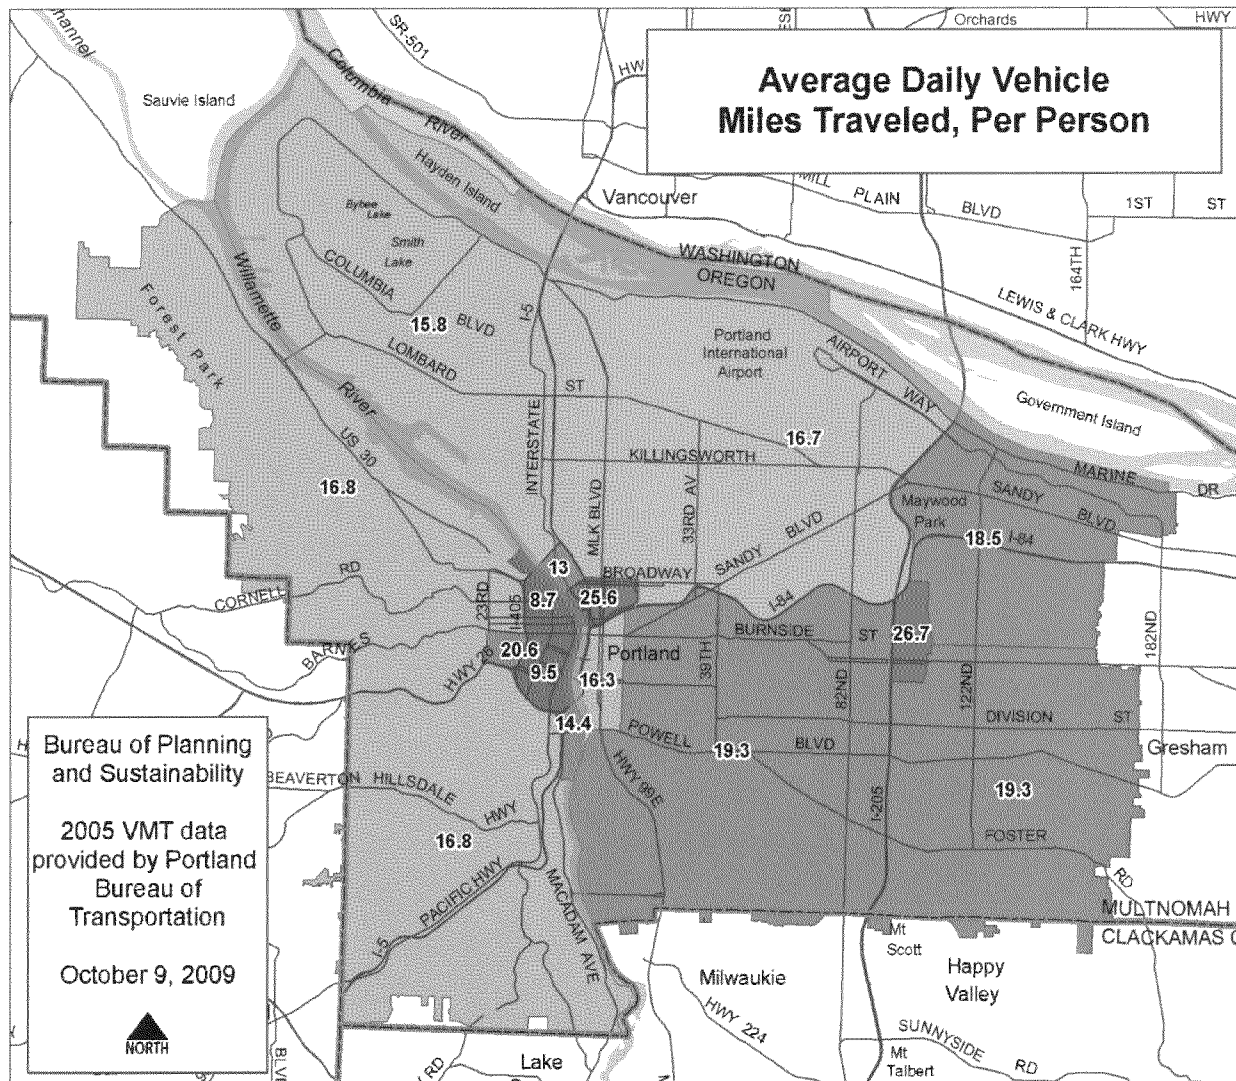 Average Daily Vehicle
Miles Traveled, Per Person
Channel
SR-501
Orchards
HWY
HW
Columbia
River
Sauvie Island
Hayden Island
Vancouver
MILL PLAIN BLVD
1ST ST
164TH
Bybee
Lake
Smith
Lake
WASHINGTON
OREGON
LEWIS & CLARK HWY
Willamette
River
COLUMBIA BLVD
15.8
I-5
Forest Park
LOMBARD ST
Portland
International
Airport
AIRPORT WAY
Government Island
US 30
INTERSTATE
16.7
KILLINGSWORTH
MARINE DR
16.8
MLK BLVD
33RD AV
SANDY BLVD
Maywood
Park
SANDY BLVD
18.5
I-84
13
BROADWAY
CORNELL RD
23RD
I-405
8.7
25.6
I-84
BARNES
BURNSIDE ST
26.7
182ND
HWY 26
20.6
9.5
Portland
39TH
16.3
82ND
122ND
14.4
DIVISION ST
POWELL BLVD
19.3
Gresham
HWY 99E
BEAVERTON HILLSDALE HWY
I-205
19.3
16.8
FOSTER RD
PACIFIC HWY
I-5
MACADAM AVE
MULTNOMAH
CLACKAMAS C
Mt
Scott
Milwaukie
Happy
Valley
HWY 224
SUNNYSIDE RD
Mt
Talbert
Lake
RD
BLVD
Bureau of Planning
and Sustainability
2005 VMT data
provided by Portland
Bureau of
Transportation
October 9, 2009
NORTH